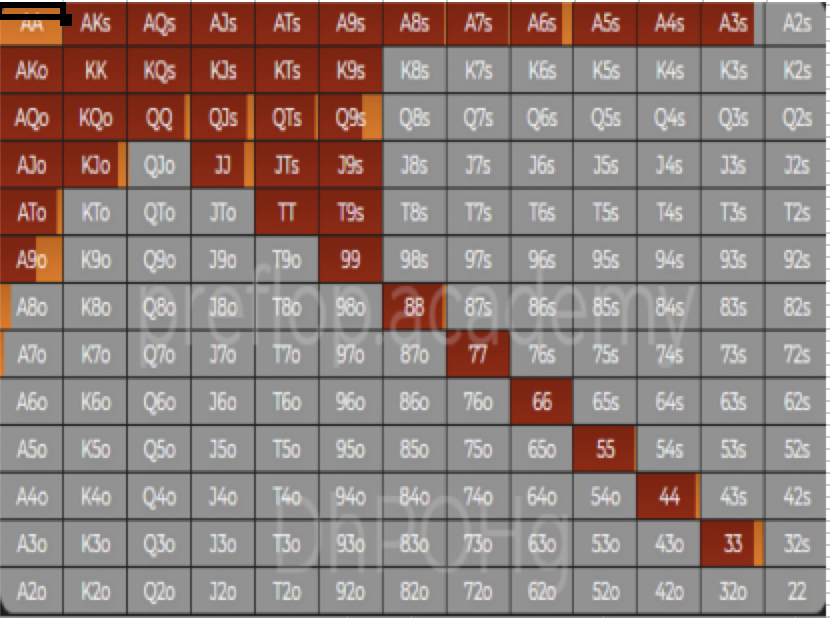 AA AKs AQs AJs ATs A9s A8s A7s A6s A5s A4s A3s A2s
AKo KK KQs KJs KTs K9s K8s K7s K6s K5s K4s K3s K2s
AQo KQo QQ QJs QTs Q9s Q8s Q7s Q6s Q5s Q4s Q3s Q2s
AJo KJo QJo JJ JTs J9s J8s J7s J6s J5s J4s J3s J2s
ATo KTo QTo JTo TT T9s T8s T7s T6s T5s T4s T3s T2s
A9o K9o Q9o J9o T9o 99 98s 97s 96s 95s 94s 93s 92s
A8o K8o Q8o J8o T8o 98o 88 87s 86s 85s 84s 83s 82s
preflop.academy
A7o K7o Q7o J7o T7o 97o 87o 77 76s 75s 74s 73s 72s
A6o K6o Q6o J6o T6o 96o 86o 76o 66 65s 64s 63s 62s
A5o K5o Q5o J5o T5o 95o 85o 75o 65o 55 54s 53s 52s
A4o K4o Q4o J4o T4o 94o 84o 74o 64o 54o 44 43s 42s
DhPOHg
A3o K3o Q3o J3o T3o 93o 83o 73o 63o 53o 43o 33 32s
A2o K2o Q2o J2o T2o 92o 82o 72o 62o 52o 42o 32o 22